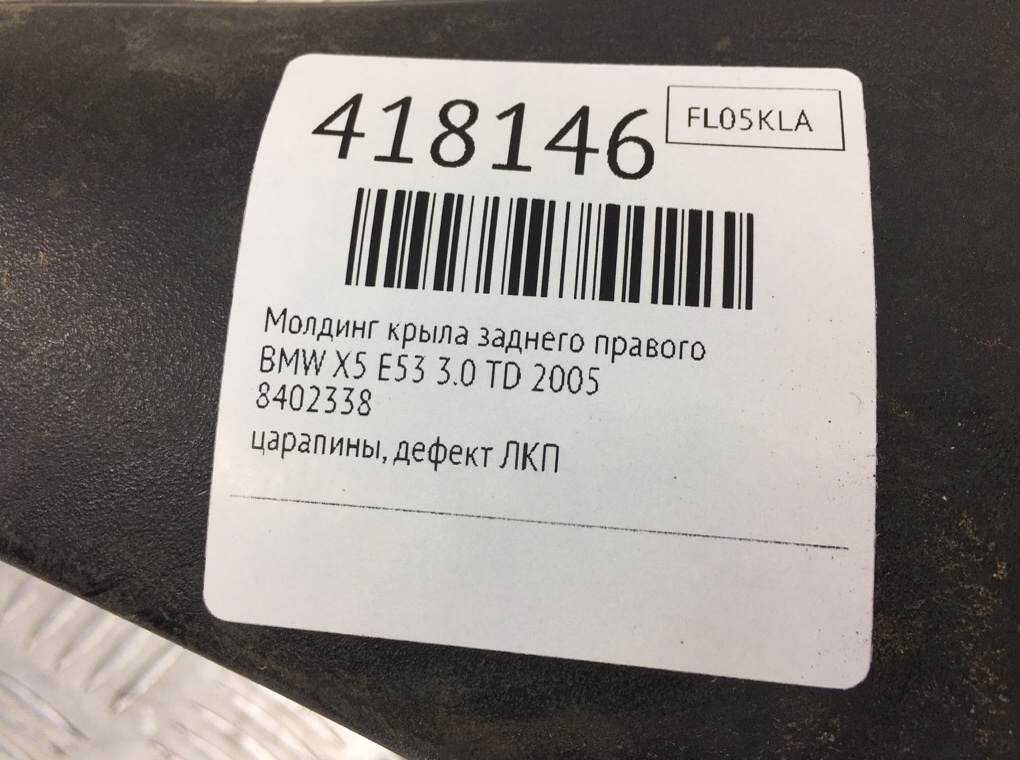 418146
FL05KLA
Молдинг крыла заднего правого
BMW X5 E53 3.0 TD 2005
8402338
царапины, дефект ЛКП